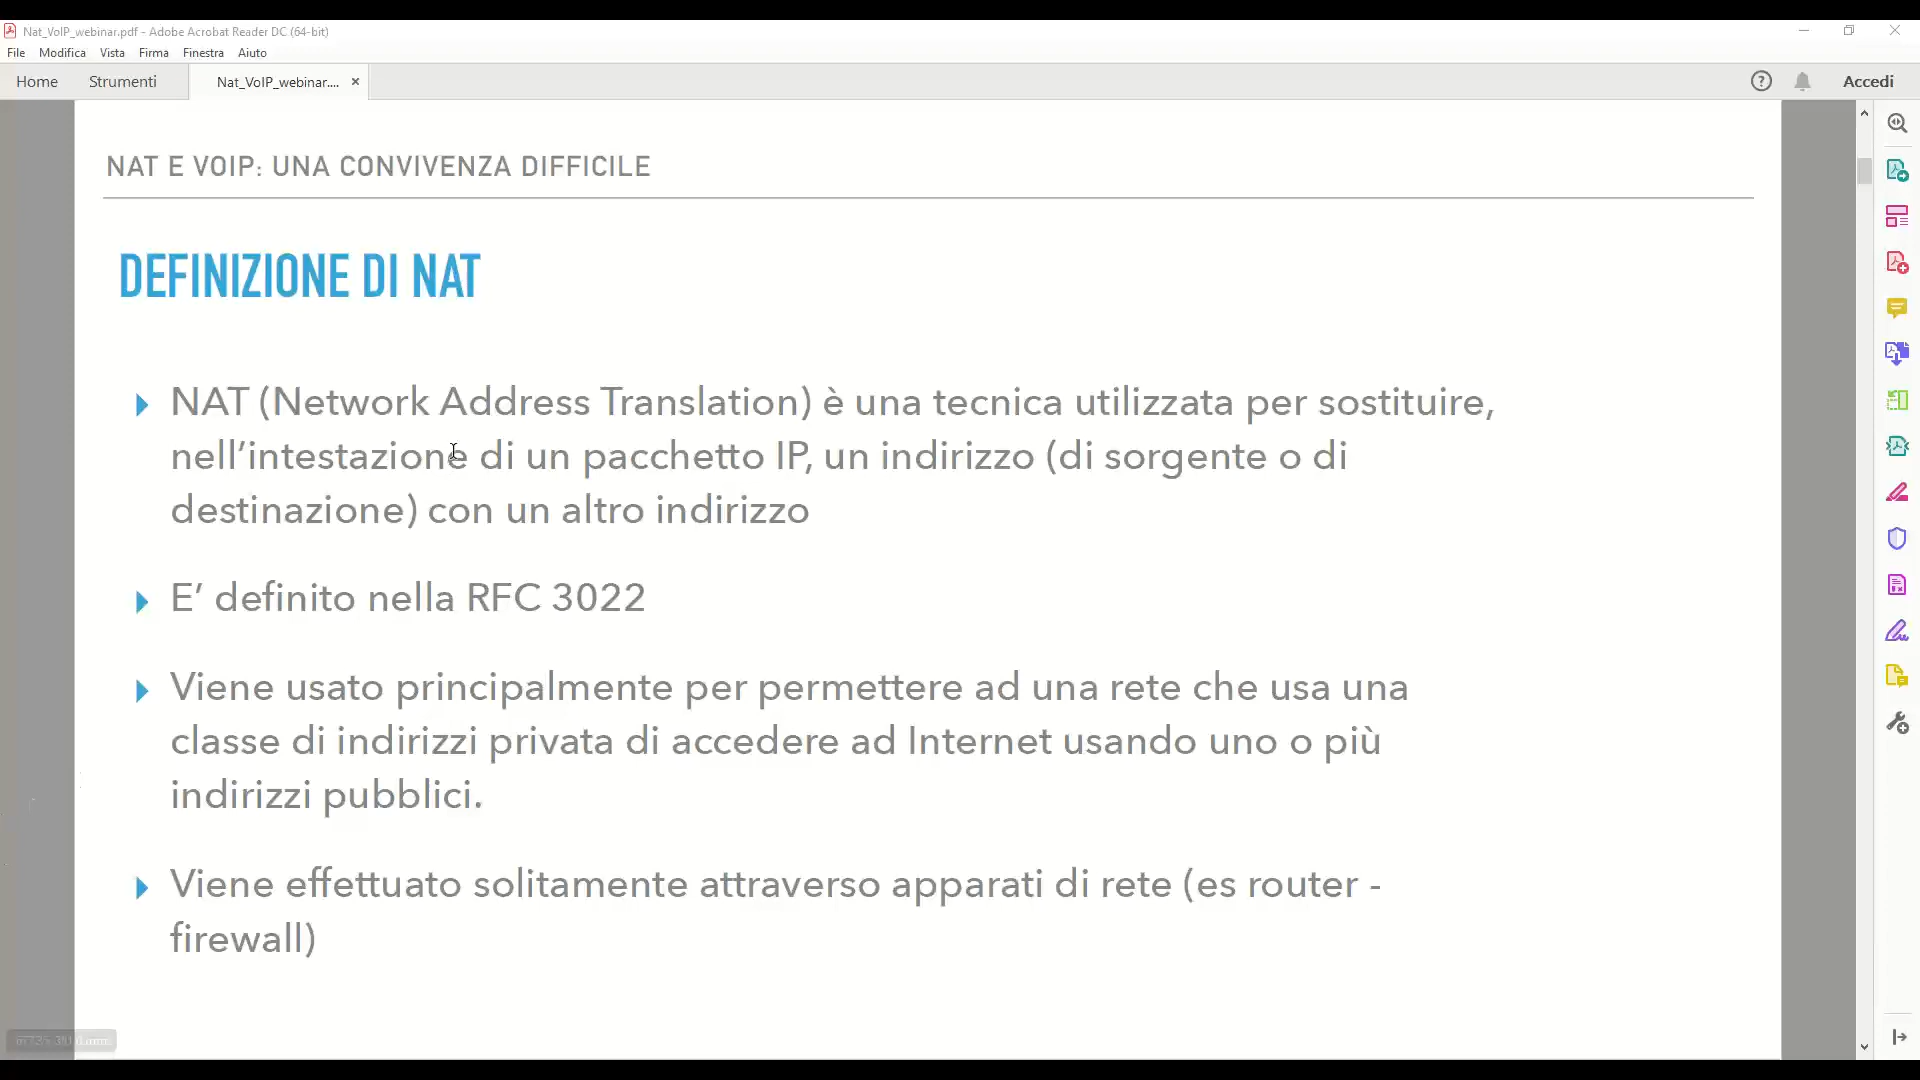 Nat_VoIP_webinar.pdf - Adobe Acrobat Reader DC (64-bit)
File Modifica Vista Firma Finestra Aiuto
Home Strumenti Nat_VoIP_webinar.... × Accedi
NAT E VOIP: UNA CONVIVENZA DIFFICILE
DEFINIZIONE DI NAT
NAT (Network Address Translation) è una tecnica utilizzata per sostituire,
nell’intestazione di un pacchetto IP, un indirizzo (di sorgente o di
destinazione) con un altro indirizzo
E’ definito nella RFC 3022
Viene usato principalmente per permettere ad una rete che usa una
classe di indirizzi privata di accedere ad Internet usando uno o più
indirizzi pubblici.
Viene effettuato solitamente attraverso apparati di rete (es router -
firewall)